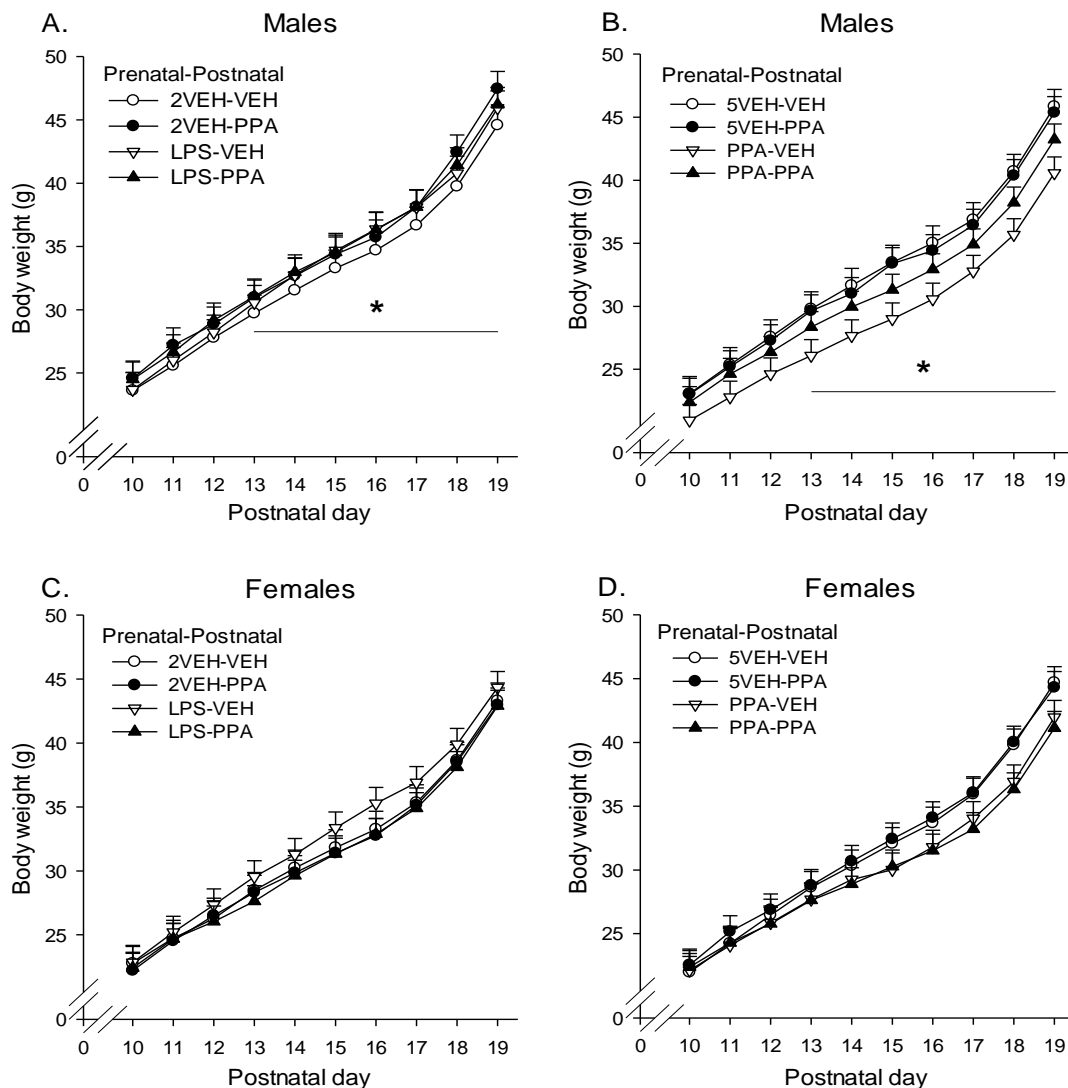 A.
Males
Prenatal-Postnatal
2VEH-VEH
2VEH-PPA
LPS-VEH
LPS-PPA
*
Body weight (g)
50
45
40
35
30
25
0
0 10 11 12 13 14 15 16 17 18 19
Postnatal day
B.
Males
Prenatal-Postnatal
5VEH-VEH
5VEH-PPA
PPA-VEH
PPA-PPA
*
Body weight (g)
50
45
40
35
30
25
0
0 10 11 12 13 14 15 16 17 18 19
Postnatal day
C.
Females
Prenatal-Postnatal
2VEH-VEH
2VEH-PPA
LPS-VEH
LPS-PPA
Body weight (g)
50
45
40
35
30
25
0
0 10 11 12 13 14 15 16 17 18 19
Postnatal day
D.
Females
Prenatal-Postnatal
5VEH-VEH
5VEH-PPA
PPA-VEH
PPA-PPA
Body weight (g)
50
45
40
35
30
25
0
0 10 11 12 13 14 15 16 17 18 19
Postnatal day